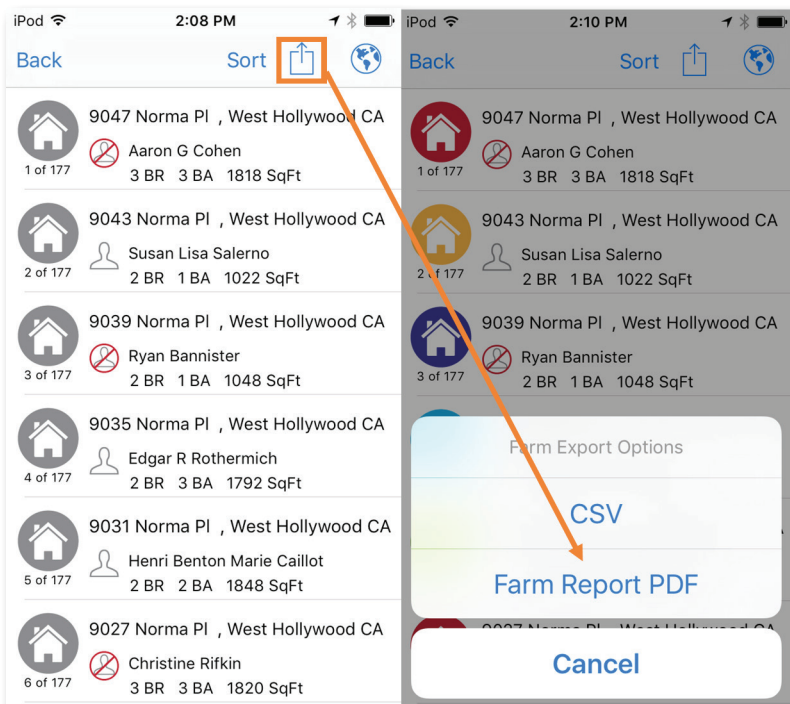 iPod 2:08 PM
Back Sort
9047 Norma Pl , West Hollywood CA
Aaron G Cohen
1 of 177
3 BR 3 BA 1818 SqFt
9043 Norma Pl , West Hollywood CA
Susan Lisa Salerno
2 of 177
2 BR 1 BA 1022 SqFt
9039 Norma Pl , West Hollywood CA
Ryan Bannister
3 of 177
2 BR 1 BA 1048 SqFt
9035 Norma Pl , West Hollywood CA
Edgar R Rothermich
4 of 177
2 BR 3 BA 1792 SqFt
9031 Norma Pl , West Hollywood CA
Henri Benton Marie Caillot
5 of 177
2 BR 2 BA 1848 SqFt
9027 Norma Pl , West Hollywood CA
Christine Rifkin
6 of 177
3 BR 3 BA 1820 SqFt
iPod 2:10 PM
Back Sort
9047 Norma Pl , West Hollywood CA
Aaron G Cohen
1 of 177
3 BR 3 BA 1818 SqFt
9043 Norma Pl , West Hollywood CA
Susan Lisa Salerno
2 of 177
2 BR 1 BA 1022 SqFt
9039 Norma Pl , West Hollywood CA
Ryan Bannister
3 of 177
2 BR 1 BA 1048 SqFt
Farm Export Options
CSV
Farm Report PDF
9027 Norma Pl , West Hollywood CA
Cancel